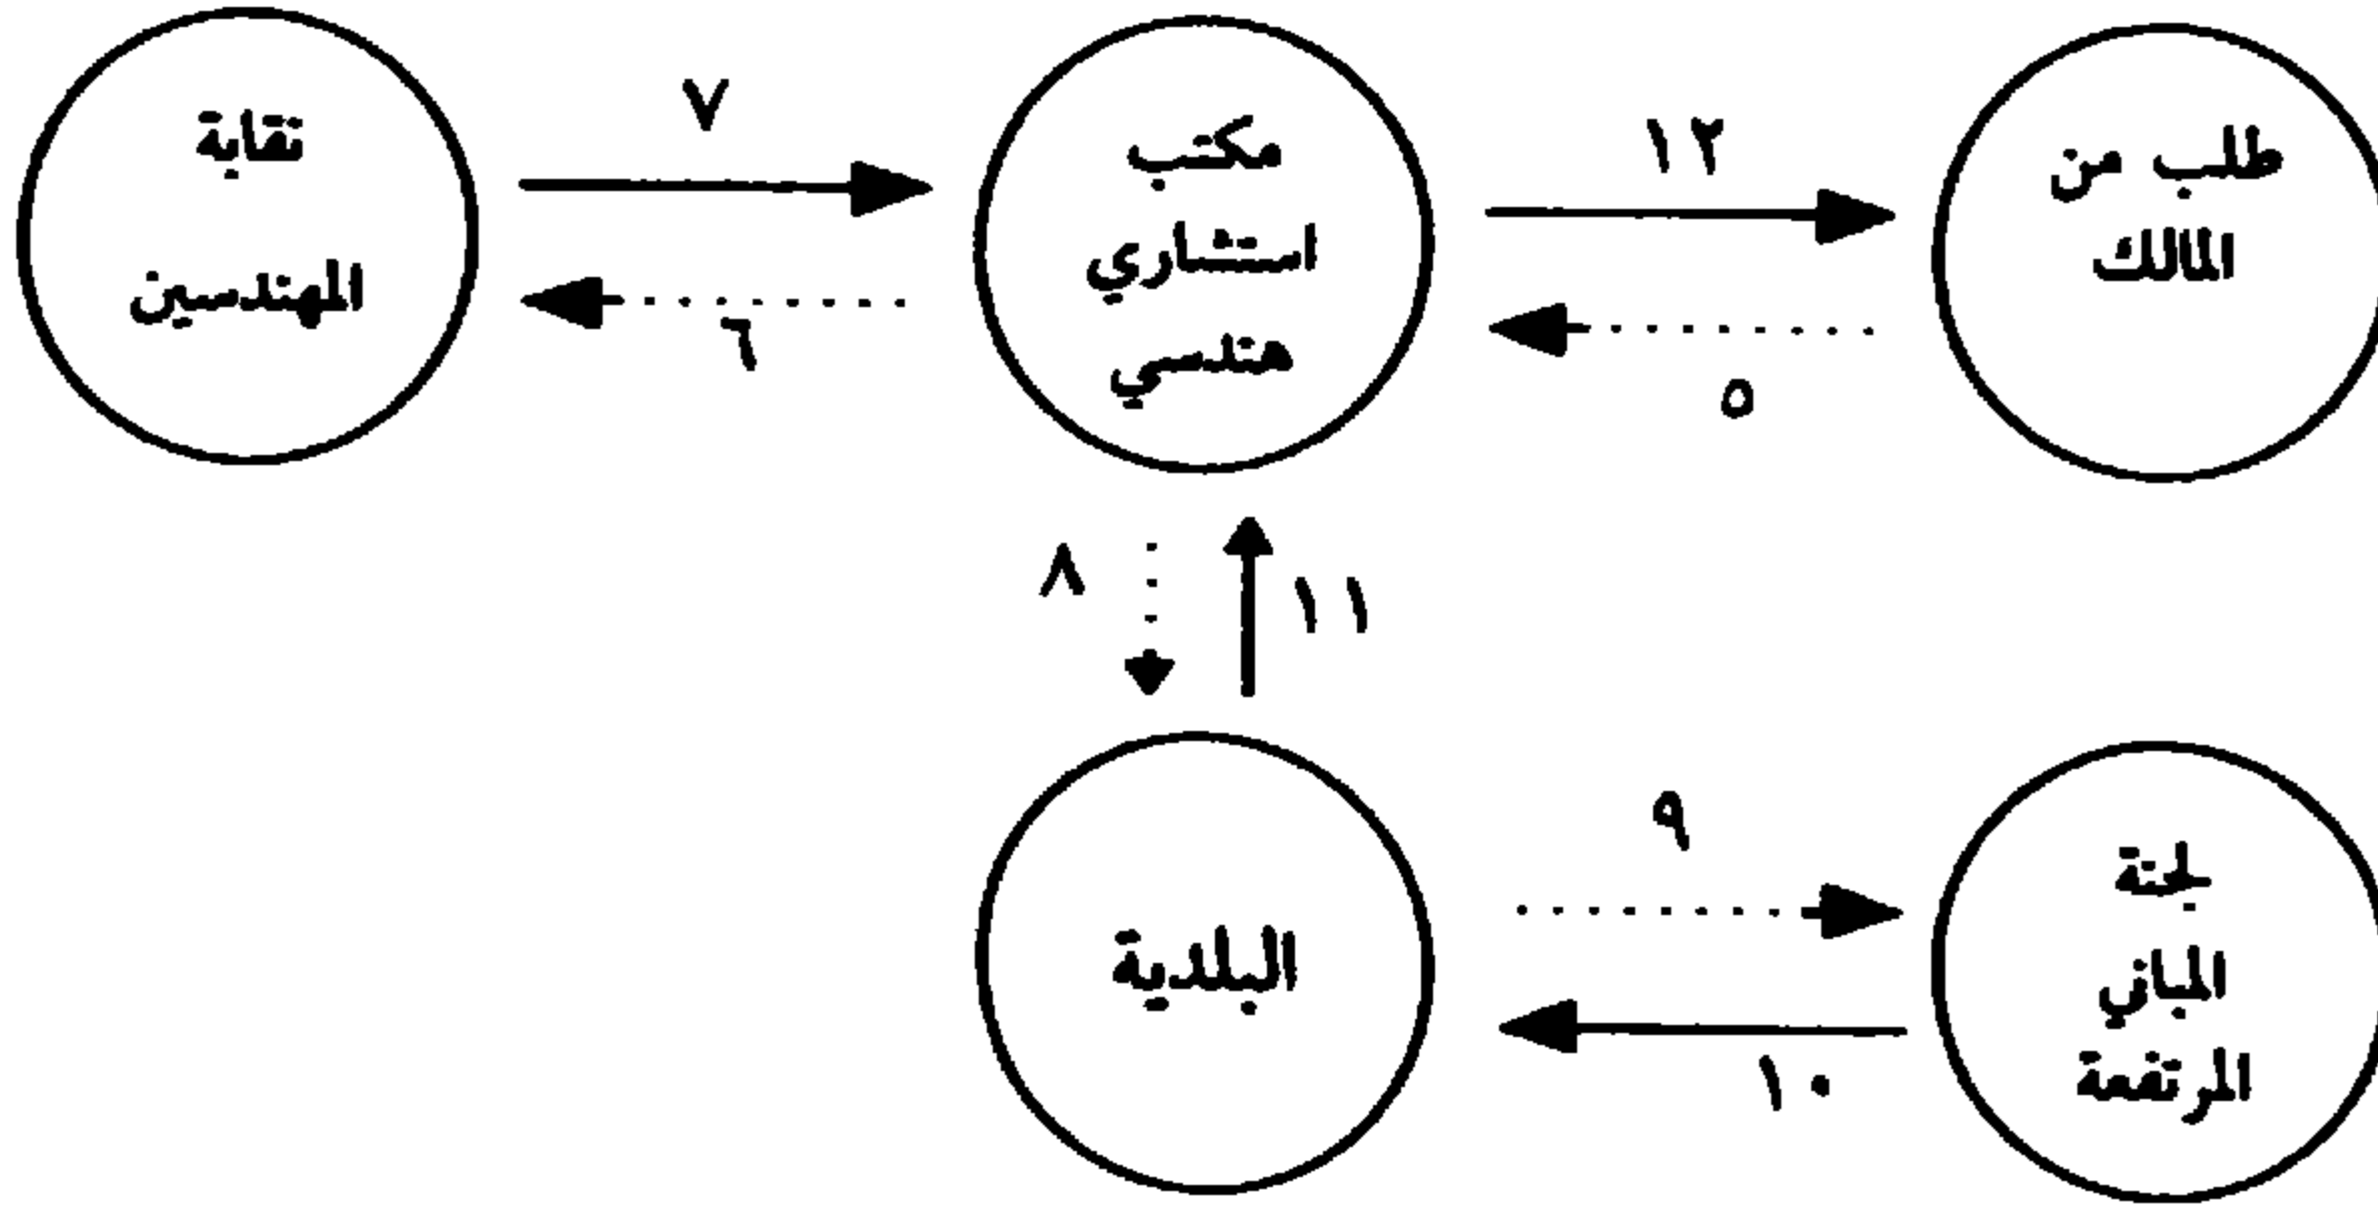 طلب من
المالك
١٢
٥
مكتب
استشاري
هندسي
٧
٦
نقابة
المهندسين
٨
١١
البلدية
٩
١٠
لجنة
المباني
المرتفعة